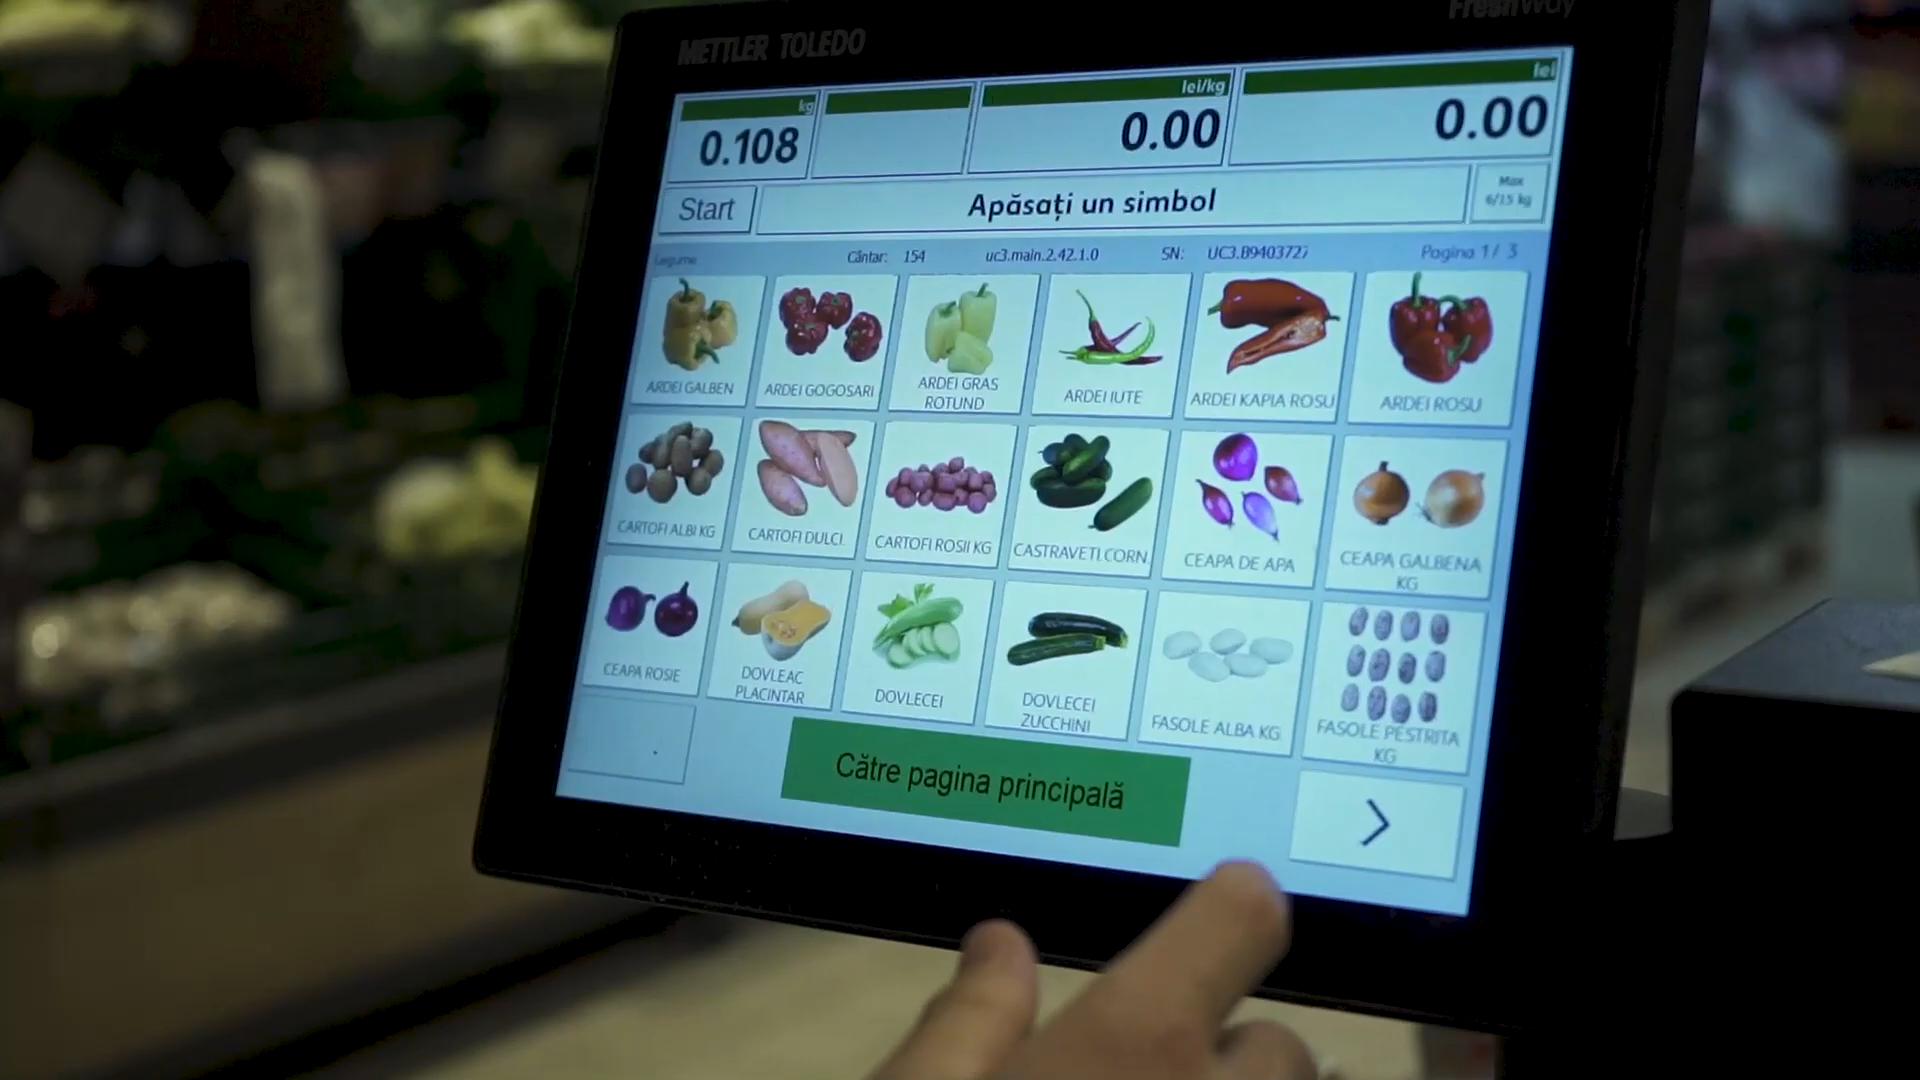 METTLER TOLEDO
FreshWay
kg
lei/kg
lei
0.108
0.00
0.00
Start
Apăsați un simbol
Max
6/15 kg
Legume
Cântar: 154
uc3.main.2.42.1.0
SN: UC3.B9403727
Pagina 1 / 3
ARDEI GALBEN
ARDEI GOGOSARI
ARDEI GRAS
ROTUND
ARDEI IUTE
ARDEI KAPIA ROSU
ARDEI ROSU
CARTOFI ALBI KG
CARTOFI DULCI.
CARTOFI ROSII KG
CASTRAVETI.CORN.
CEAPA DE APA
CEAPA GALBENA
KG
CEAPA ROSIE
DOVLEAC
PLACINTAR
DOVLECEI
DOVLECEI
ZUCCHINI
FASOLE ALBA KG
FASOLE PESTRITA
KG
Către pagina principală